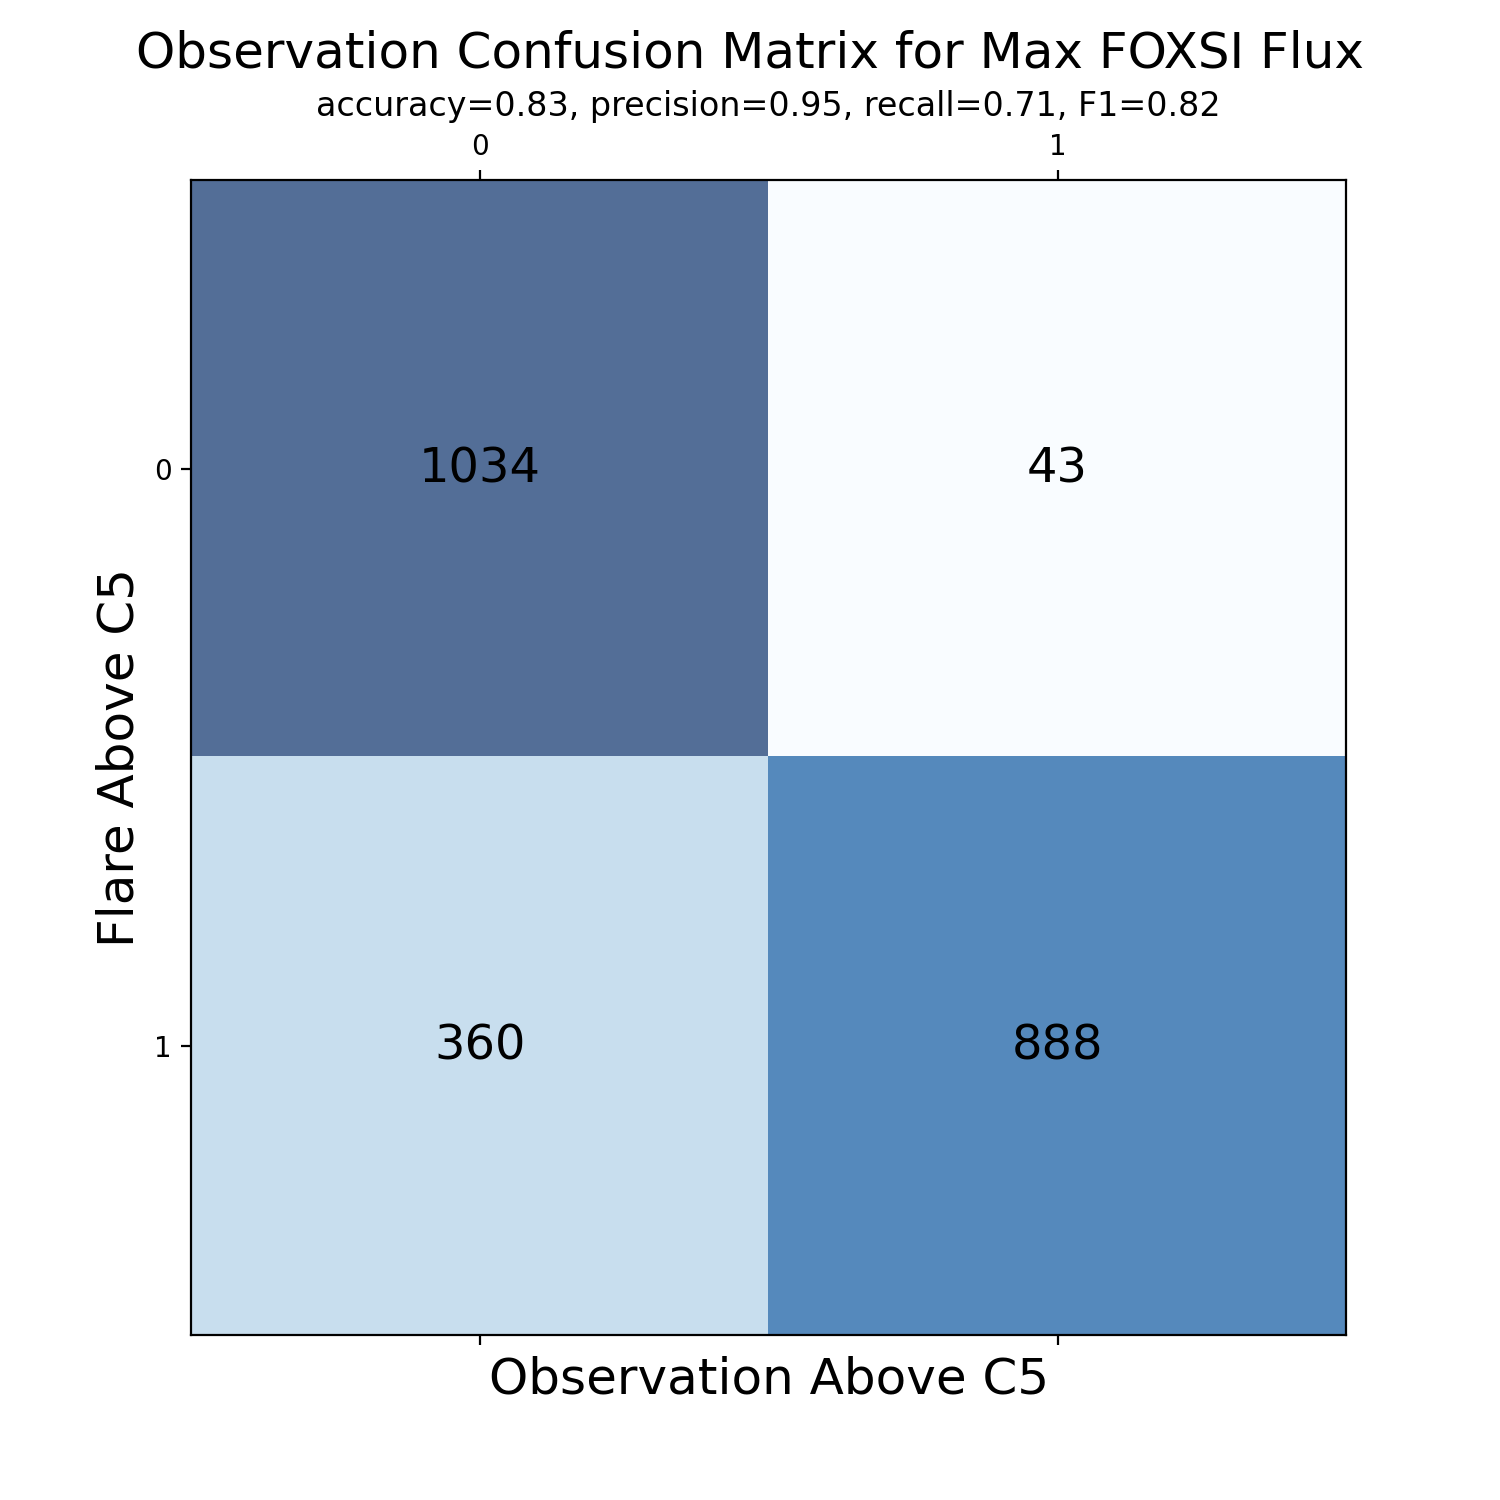 Observation Confusion Matrix for Max FOXSI Flux
accuracy=0.83, precision=0.95, recall=0.71, F1=0.82
0 1
0 1034 43
Flare Above C5
1 360 888
Observation Above C5